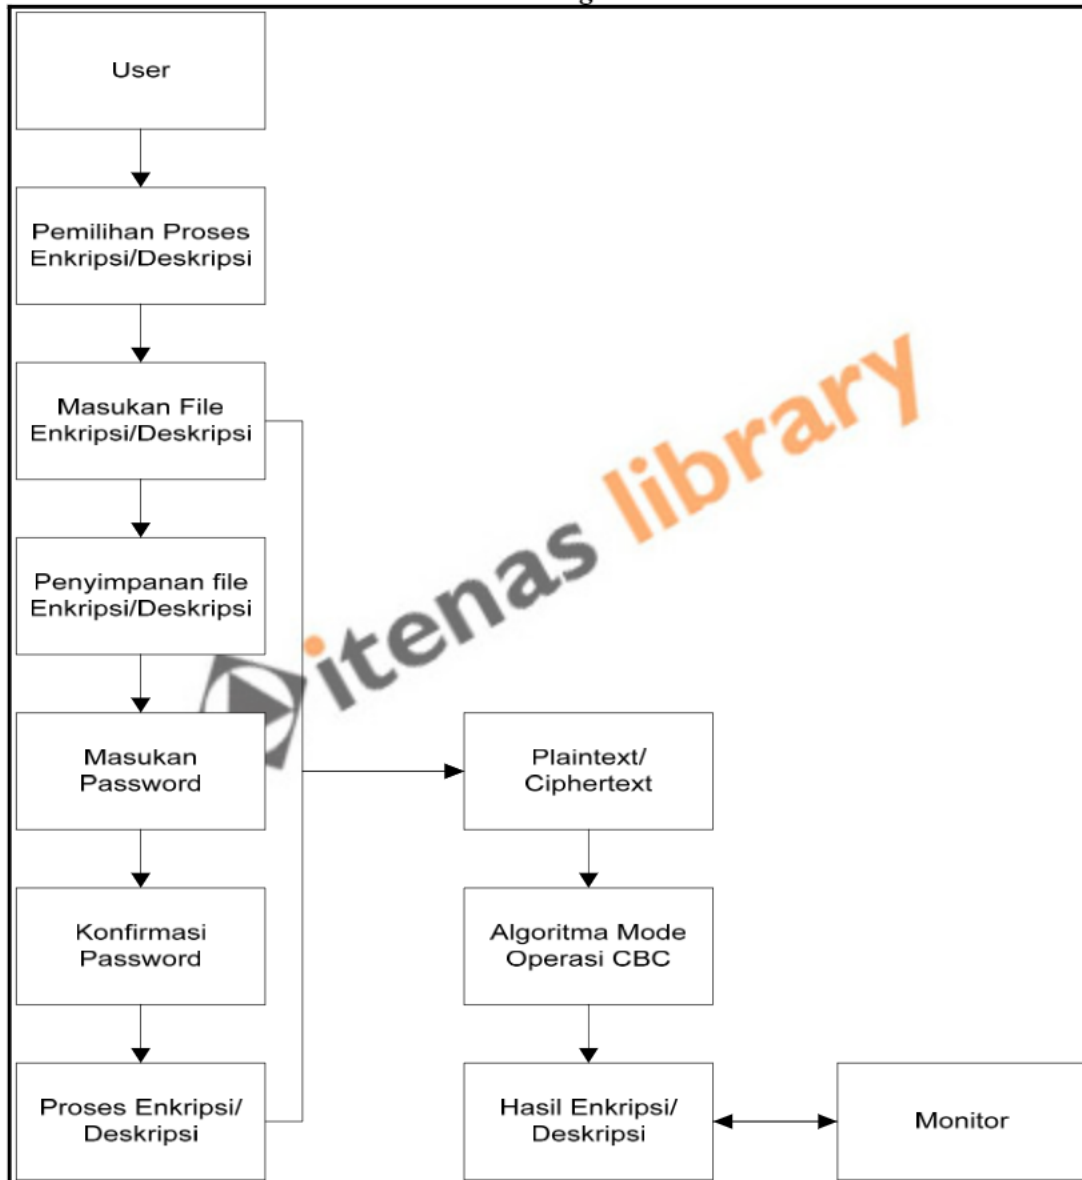 User
Pemilihan Proses
Enkripsi/Deskripsi
Masukan File
Enkripsi/Deskripsi
Penyimpanan file
Enkripsi/Deskripsi
Masukan
Password
Konfirmasi
Password
Proses Enkripsi/
Deskripsi
Plaintext/
Ciphertext
Algoritma Mode
Operasi CBC
Hasil Enkripsi/
Deskripsi
Monitor
itenas library